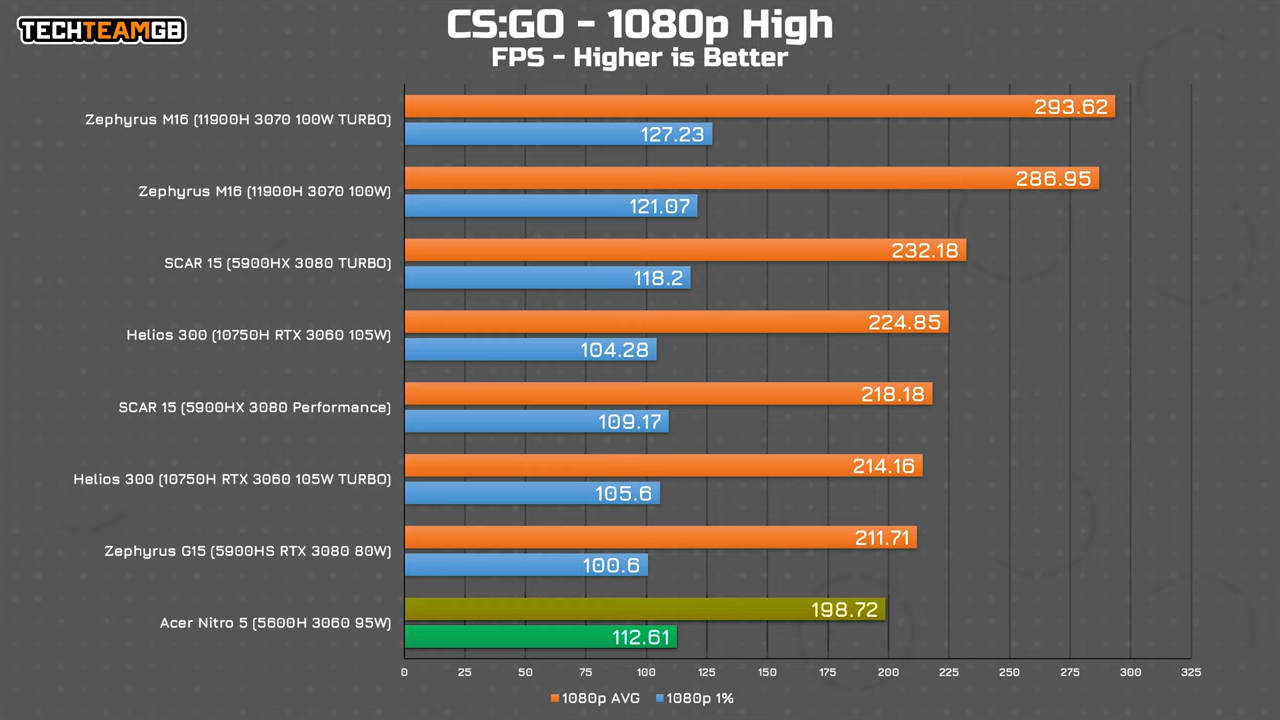 TECHTEAMGB
CS:GO - 1080p High
FPS - Higher is Better
Zephyrus M16 (11900H 3070 100W TURBO)
293.62
127.23
Zephyrus M16 (11900H 3070 100W)
286.95
121.07
SCAR 15 (5900HX 3080 TURBO)
232.18
118.2
Helios 300 (10750H RTX 3060 105W)
224.85
104.28
SCAR 15 (5900HX 3080 Performance)
218.18
109.17
Helios 300 (10750H RTX 3060 105W TURBO)
214.16
105.6
Zephyrus G15 (5900HS RTX 3080 80W)
211.71
100.6
Acer Nitro 5 (5600H 3060 95W)
198.72
112.61
0 25 50 75 100 125 150 175 200 225 250 275 300 325
1080p AVG 1080p 1%